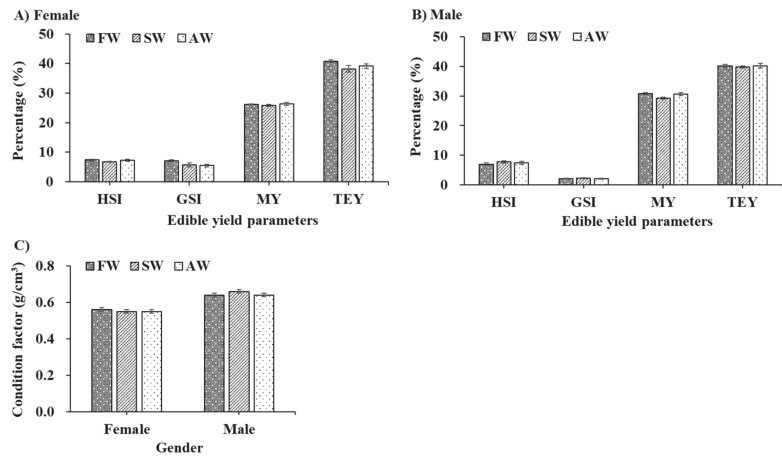 A) Female
FW SW AW
50
40
30
20
10
0
Percentage (%)
HSI GSI MY TEY
Edible yield parameters
B) Male
FW SW AW
50
40
30
20
10
0
Percentage (%)
HSI GSI MY TEY
Edible yield parameters
C)
FW SW AW
0.8
0.6
0.4
0.2
0.0
Condition factor (g/cm³)
Female Male
Gender